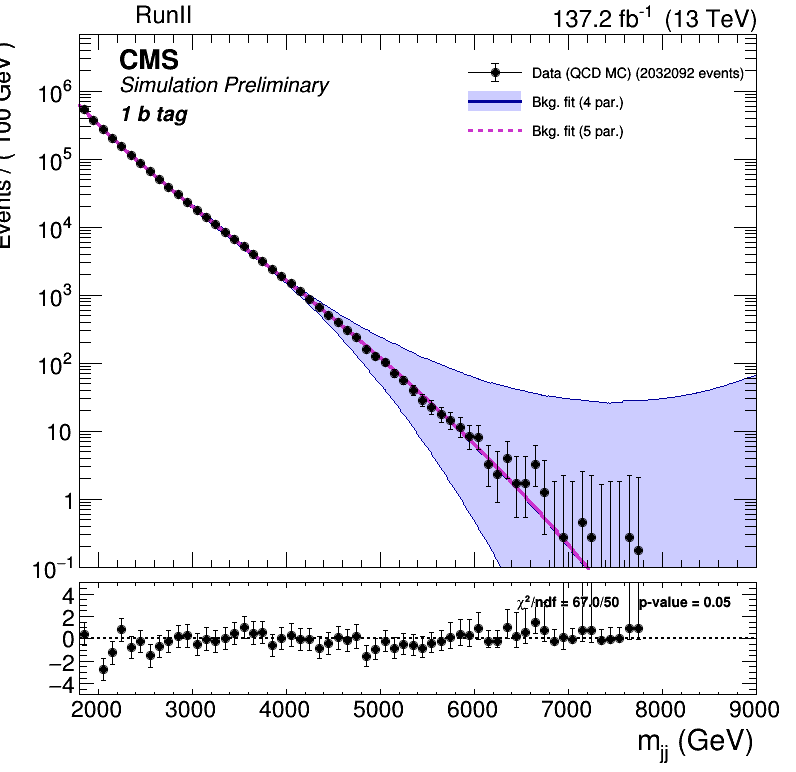 RunII
137.2 fb⁻¹ (13 TeV)
CMS
Simulation Preliminary
1 b tag
Data (QCD MC) (2032092 events)
Bkg. fit (4 par.)
Bkg. fit (5 par.)
Events / ( 100 GeV )
10⁶
10⁵
10⁴
10³
10²
10
1
10⁻¹
χ²/ndf = 67.0/50 p-value = 0.05
4
2
0
−2
−4
2000 3000 4000 5000 6000 7000 8000 9000
m_jj (GeV)